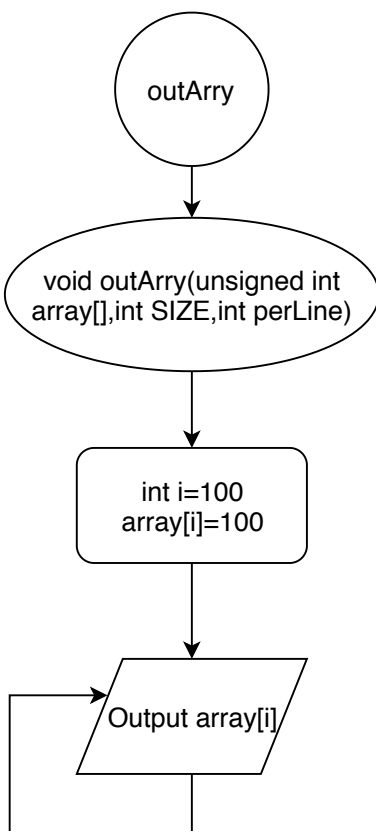 outArry
void outArry(unsigned int
array[],int SIZE,int perLine)
int i=100
array[i]=100
Output array[i]